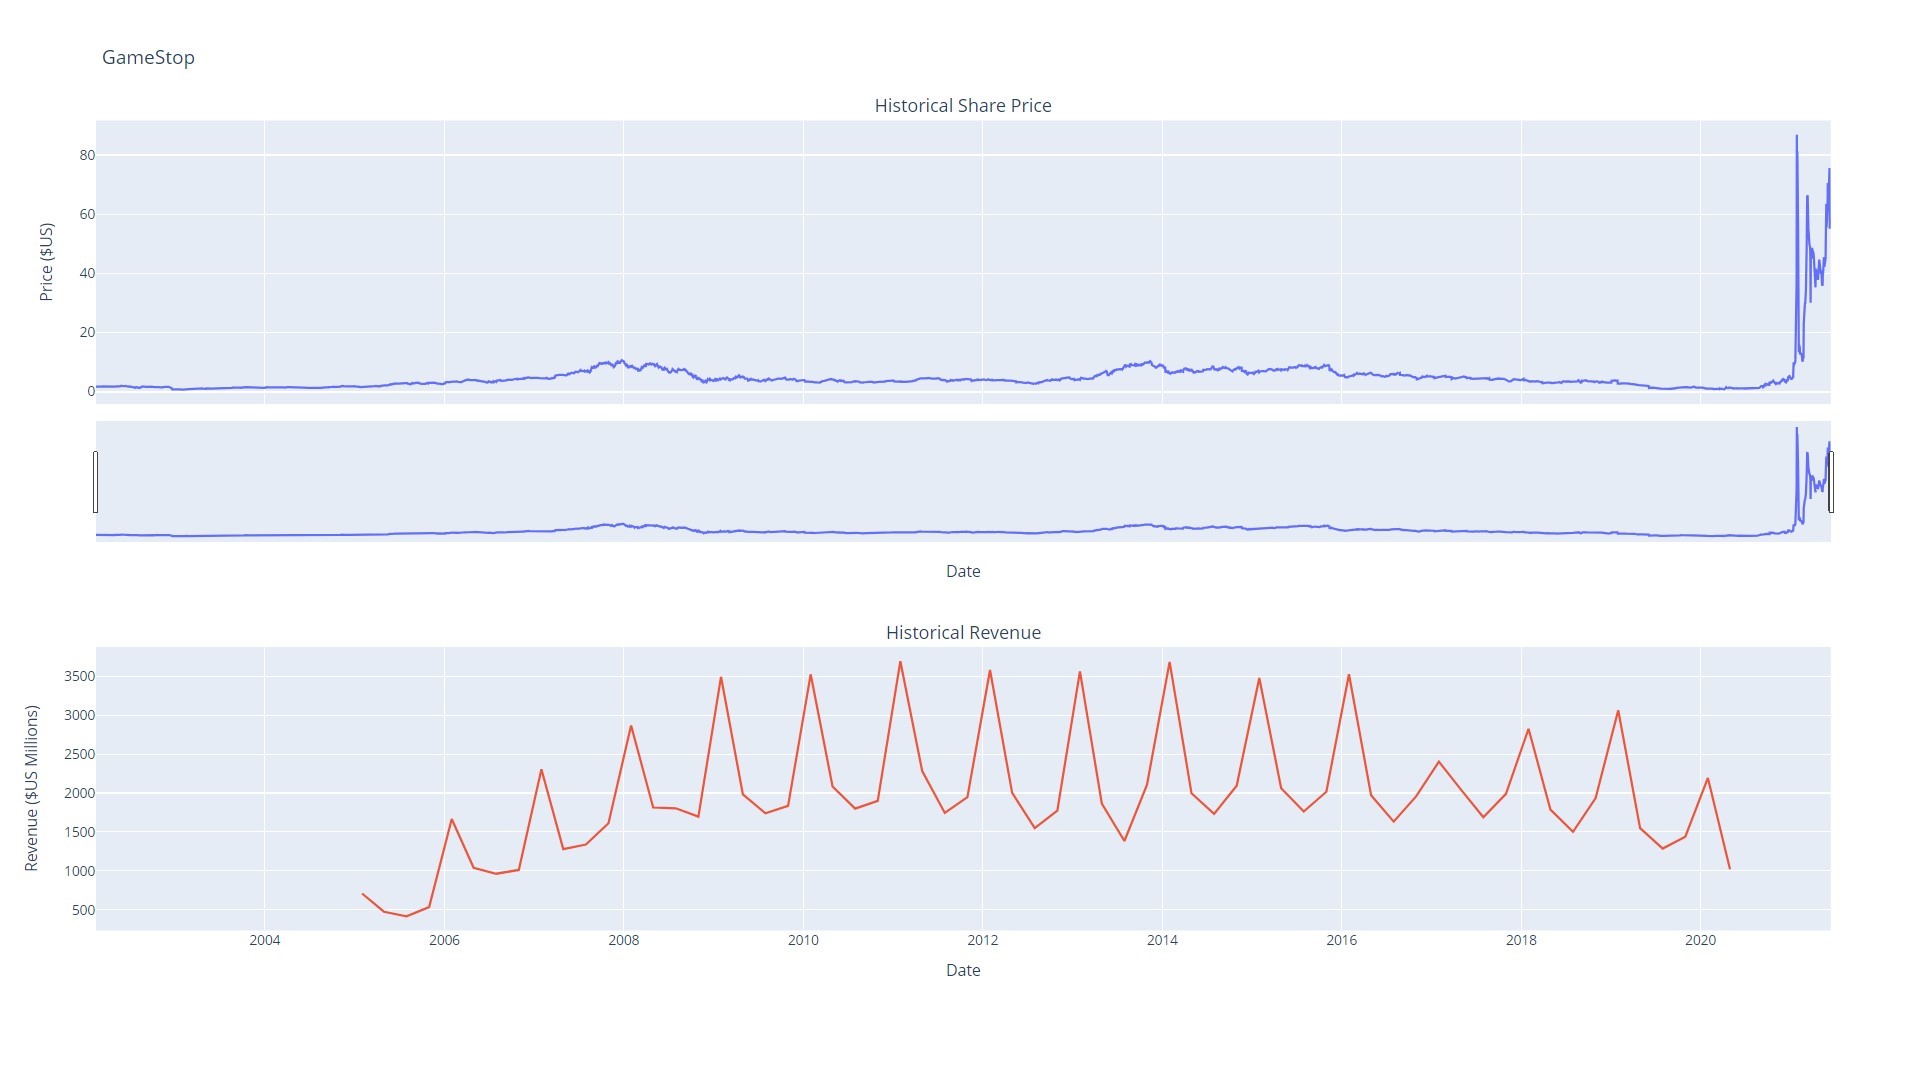 GameStop
Historical Share Price
Price ($US)
80
60
40
20
0
Date
Historical Revenue
Revenue ($US Millions)
3500
3000
2500
2000
1500
1000
500
2004 2006 2008 2010 2012 2014 2016 2018 2020
Date